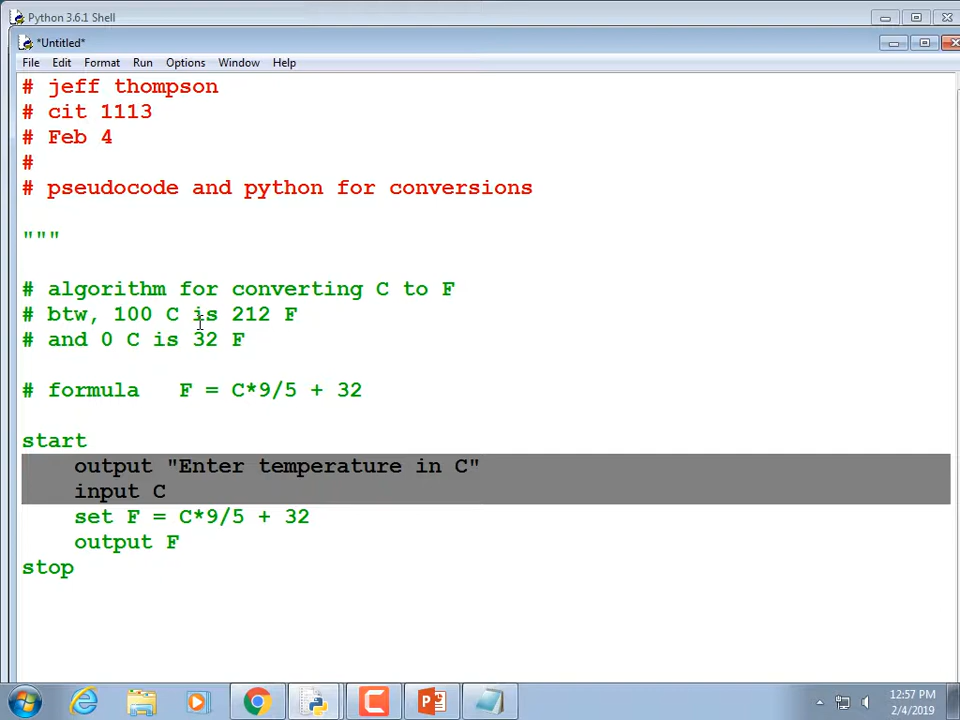 Python 3.6.1 Shell
*Untitled*
File Edit Format Run Options Window Help
# jeff thompson
# cit 1113
# Feb 4
#
# pseudocode and python for conversions
"""
# algorithm for converting C to F
# btw, 100 C is 212 F
# and 0 C is 32 F
# formula   F = C*9/5 + 32
start
    output "Enter temperature in C"
    input C
    set F = C*9/5 + 32
    output F
stop
12:57 PM
2/4/2019